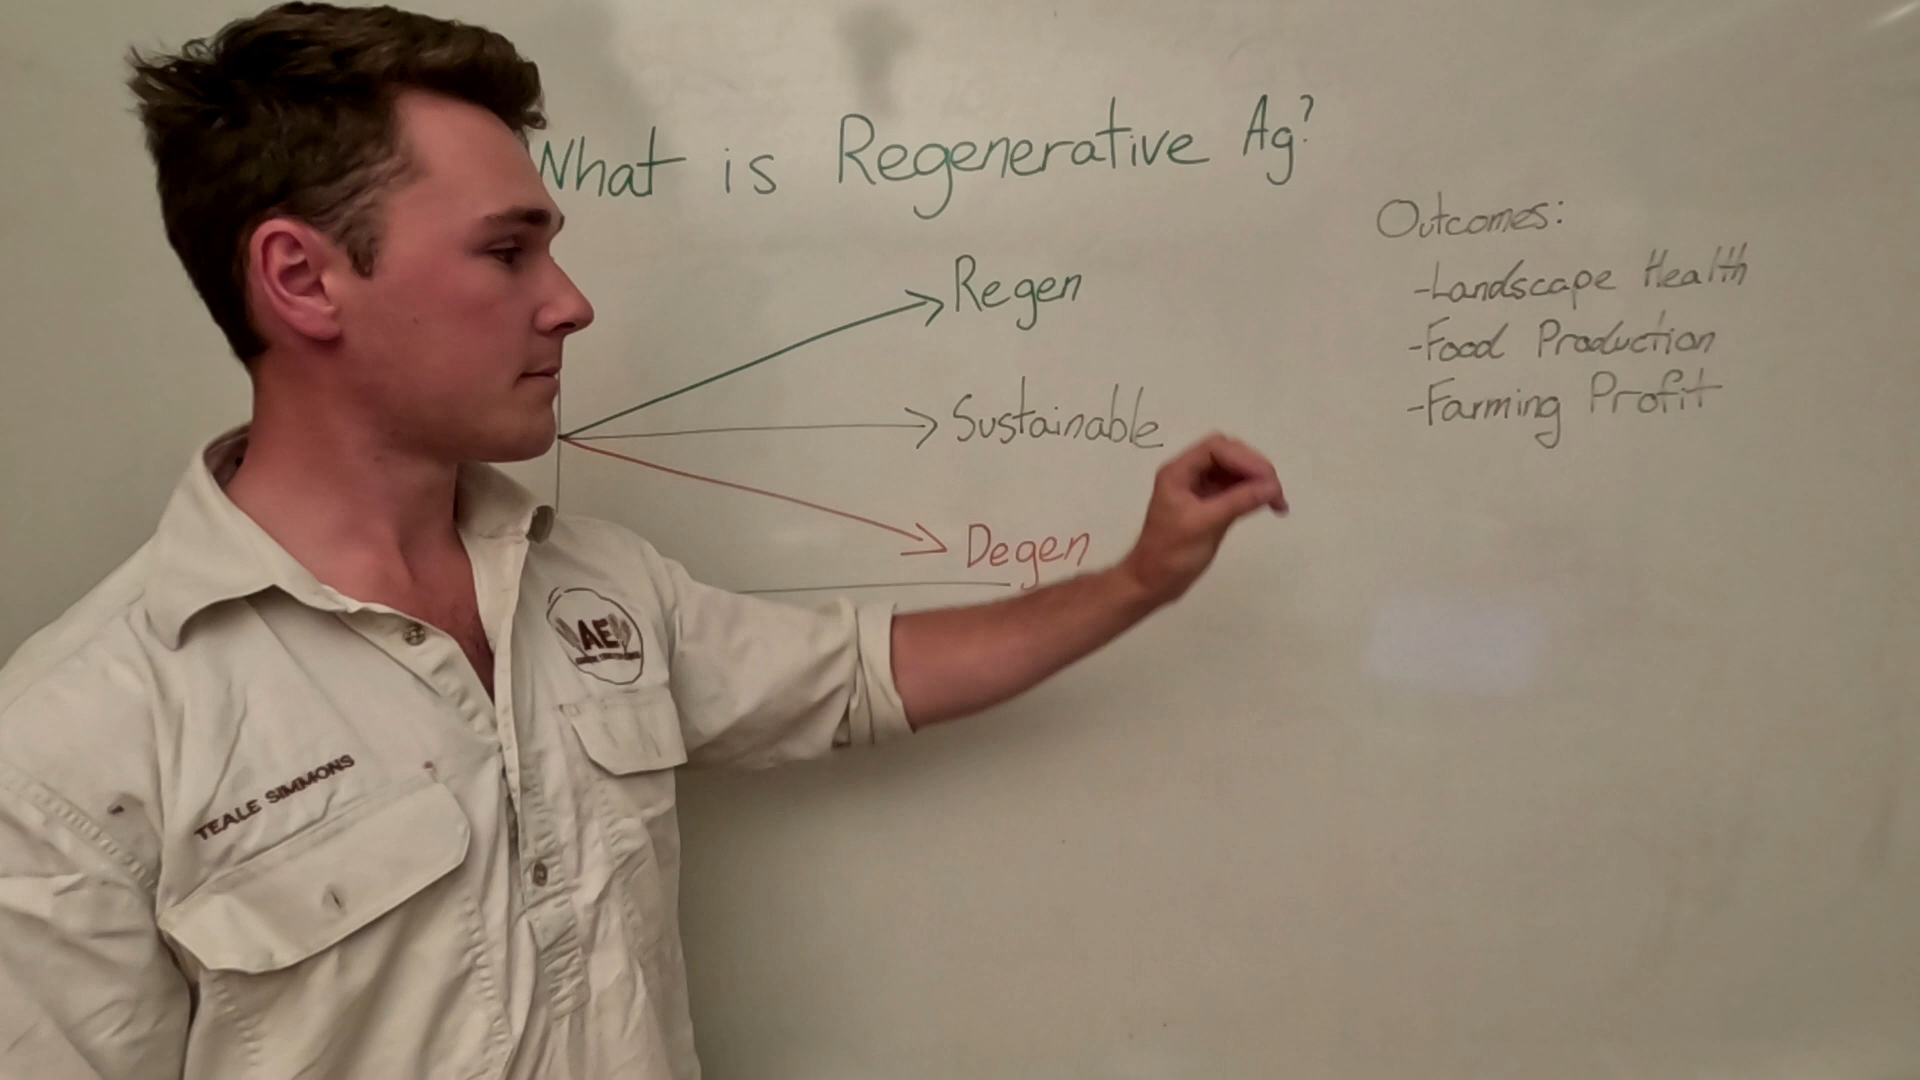 What is Regenerative Ag?
Regen
Sustainable
Degen
Outcomes:
-Landscape Health
-Food Production
-Farming Profit
AE
TEALE SIMMONS